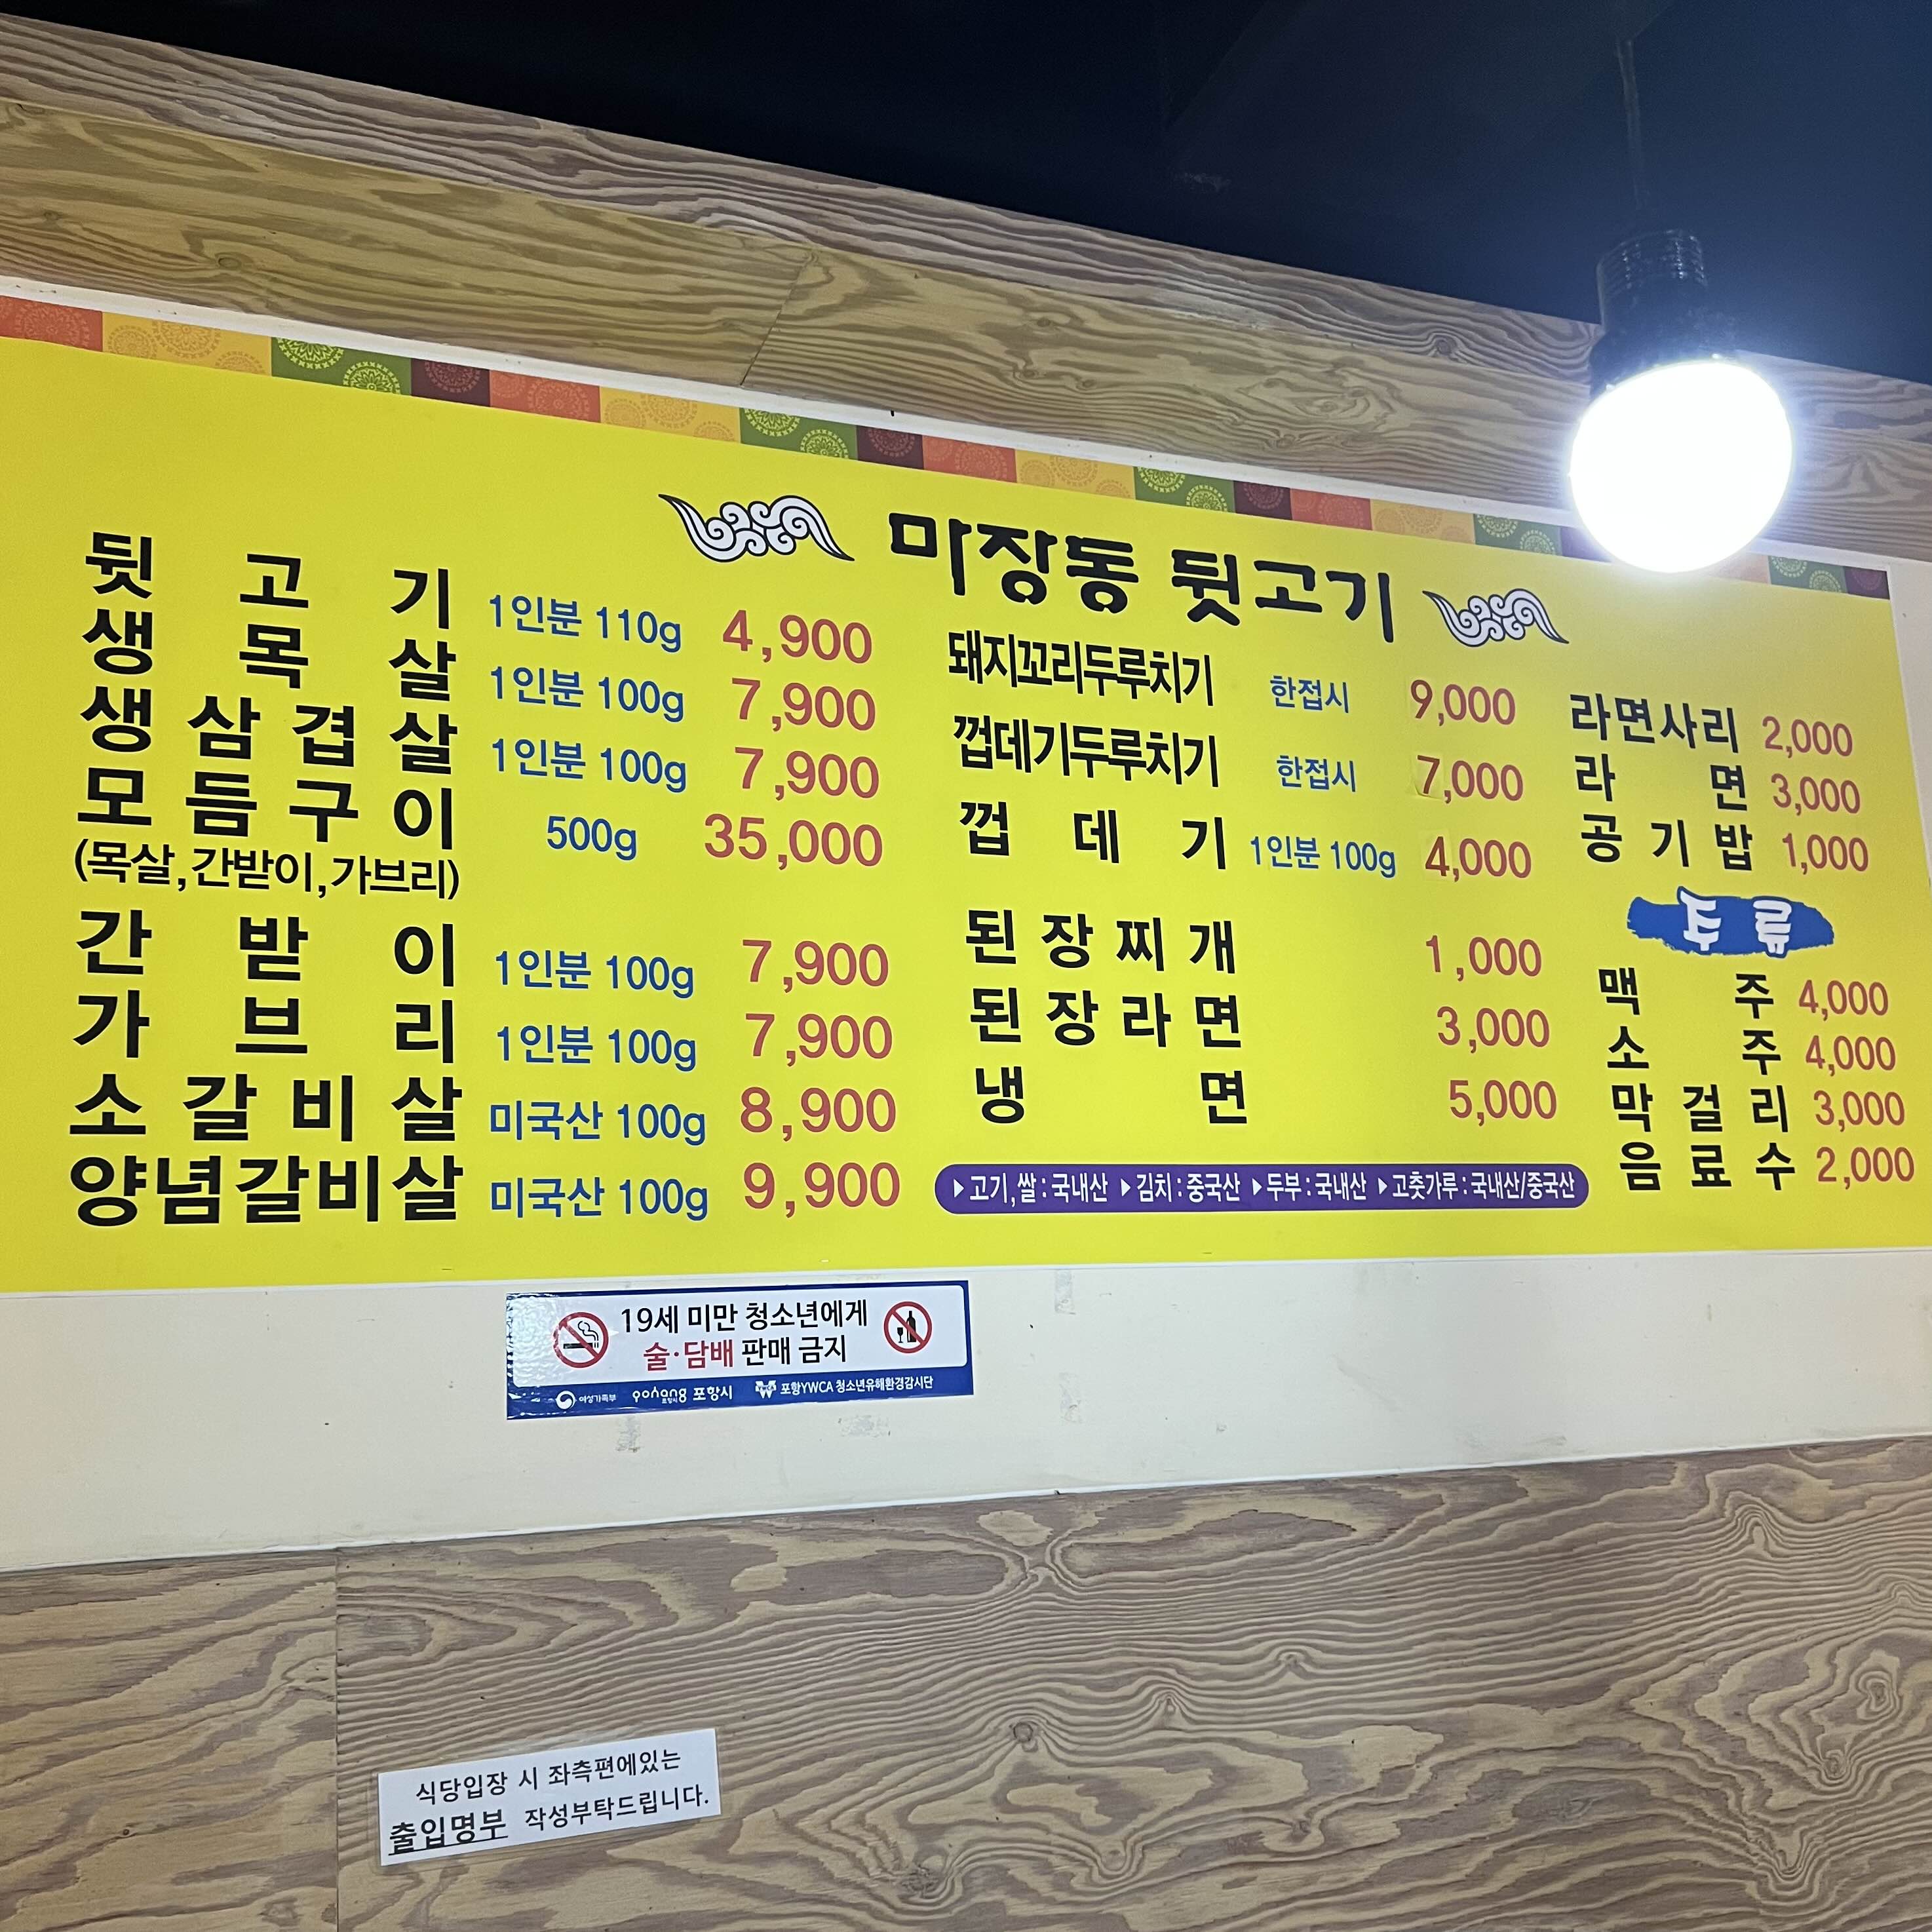 마장동 뒷고기
뒷고기 1인분 110g 4,900
생목살 1인분 100g 7,900
생삼겹살 1인분 100g 7,900
모듬구이 500g 35,000
(목살,간받이,가브리)
간받이 1인분 100g 7,900
가브리 1인분 100g 7,900
소갈비살 미국산 100g 8,900
양념갈비살 미국산 100g 9,900
돼지꼬리두루치기 한접시 9,000
껍데기두루치기 한접시 7,000
껍데기 1인분 100g 4,000
된장찌개 1,000
된장라면 3,000
냉면 5,000
▶고기,쌀:국내산 ▶김치:중국산 ▶두부:국내산 ▶고춧가루:국내산/중국산
라면사리 2,000
라면 3,000
공기밥 1,000
주류
맥주 4,000
소주 4,000
막걸리 3,000
음료수 2,000
19세 미만 청소년에게
술·담배 판매 금지
여성가족부 pohang 포항시 포항시 YWCA 포항YWCA 청소년유해환경감시단
식당입장 시 좌측편에있는
출입명부 작성부탁드립니다.